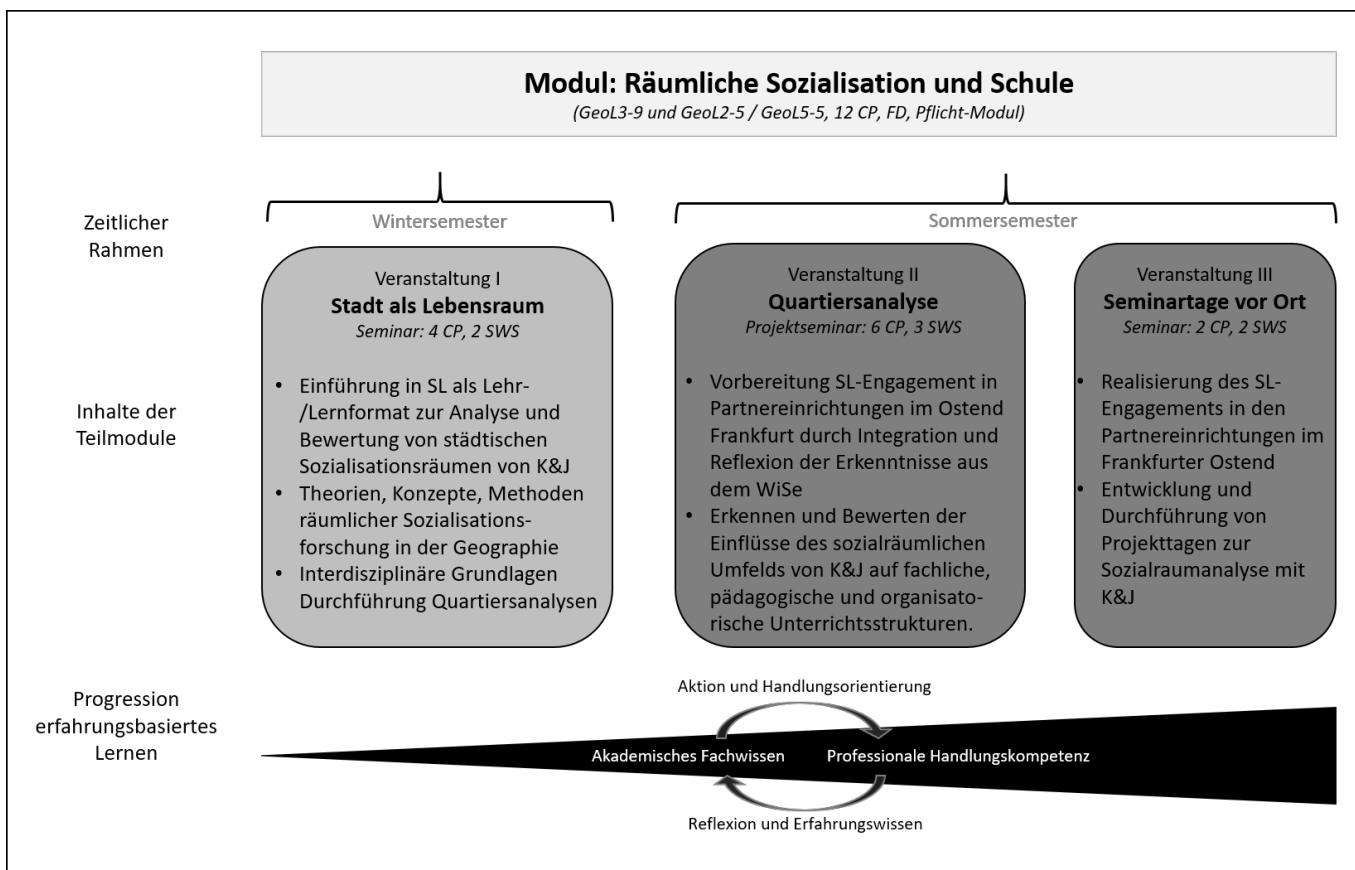 Modul: Räumliche Sozialisation und Schule
(GeoL3-9 und GeoL2-5 / GeoL5-5, 12 CP, FD, Pflicht-Modul)
Zeitlicher
Rahmen
Wintersemester
Sommersemester
Inhalte der
Teilmodule
Veranstaltung I
Stadt als Lebensraum
Seminar: 4 CP, 2 SWS
• Einführung in SL als Lehr-
/Lernformat zur Analyse und
Bewertung von städtischen
Sozialisationsräumen von K&J
• Theorien, Konzepte, Methoden
räumlicher Sozialisations-
forschung in der Geographie
• Interdisziplinäre Grundlagen
Durchführung Quartiersanalysen
Veranstaltung II
Quartiersanalyse
Projektseminar: 6 CP, 3 SWS
• Vorbereitung SL-Engagement in
Partnereinrichtungen im Ostend
Frankfurt durch Integration und
Reflexion der Erkenntnisse aus
dem WiSe
• Erkennen und Bewerten der
Einflüsse des sozialräumlichen
Umfelds von K&J auf fachliche,
pädagogische und organisato-
rische Unterrichtsstrukturen.
Veranstaltung III
Seminartage vor Ort
Seminar: 2 CP, 2 SWS
• Realisierung des SL-
Engagements in den
Partnereinrichtungen im
Frankfurter Ostend
• Entwicklung und
Durchführung von
Projekttagen zur
Sozialraumanalyse mit
K&J
Progression
erfahrungsbasiertes
Lernen
Aktion und Handlungsorientierung
Akademisches Fachwissen
Professionale Handlungskompetenz
Reflexion und Erfahrungswissen